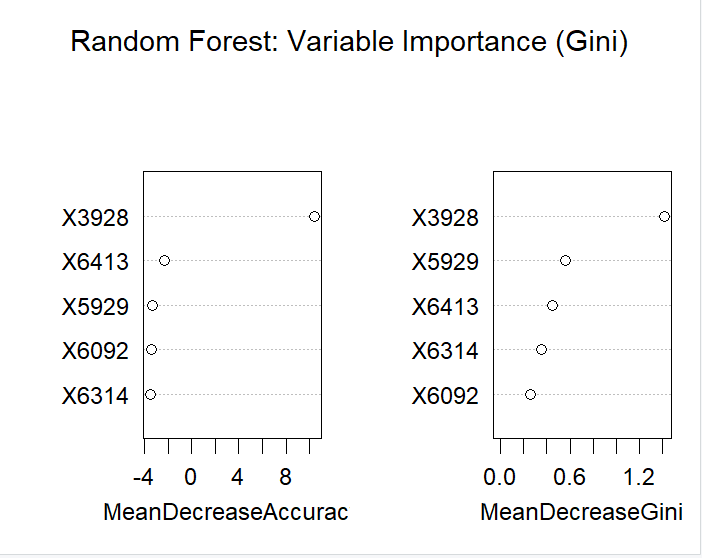 Random Forest: Variable Importance (Gini)
X3928
X6413
X5929
X6092
X6314
-4 0 4 8
MeanDecreaseAccurac
X3928
X5929
X6413
X6314
X6092
0.0 0.6 1.2
MeanDecreaseGini